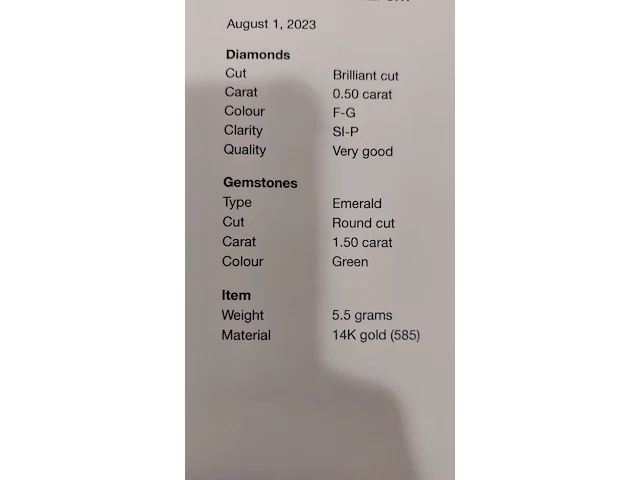 August 1, 2023
Diamonds
Cut Brilliant cut
Carat 0.50 carat
Colour F-G
Clarity SI-P
Quality Very good
Gemstones
Type Emerald
Cut Round cut
Carat 1.50 carat
Colour Green
Item
Weight 5.5 grams
Material 14K gold (585)